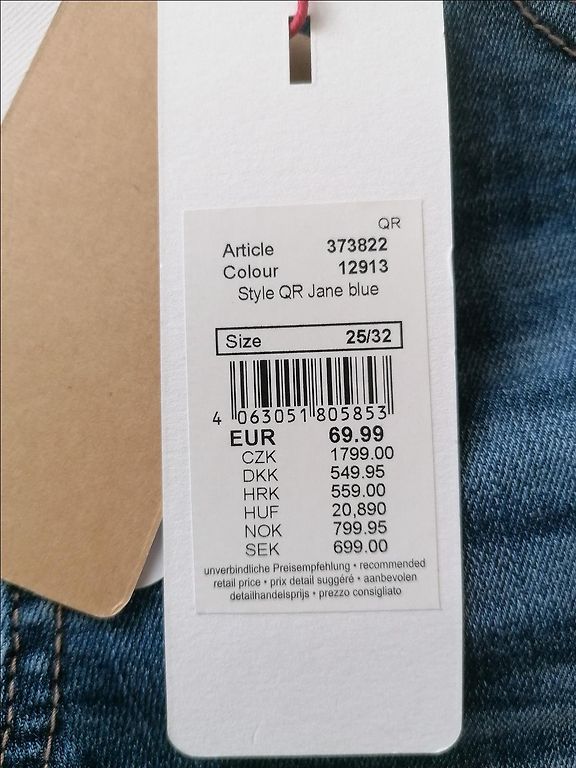 QR
Article 373822
Colour 12913
Style QR Jane blue
Size 25/32
4 063051 805853
EUR 69.99
CZK 1799.00
DKK 549.95
HRK 559.00
HUF 20,890
NOK 799.95
SEK 699.00
unverbindliche Preisempfehlung • recommended
retail price • prix detail suggéré • aanbevolen
detailhandelsprijs • prezzo consigliato